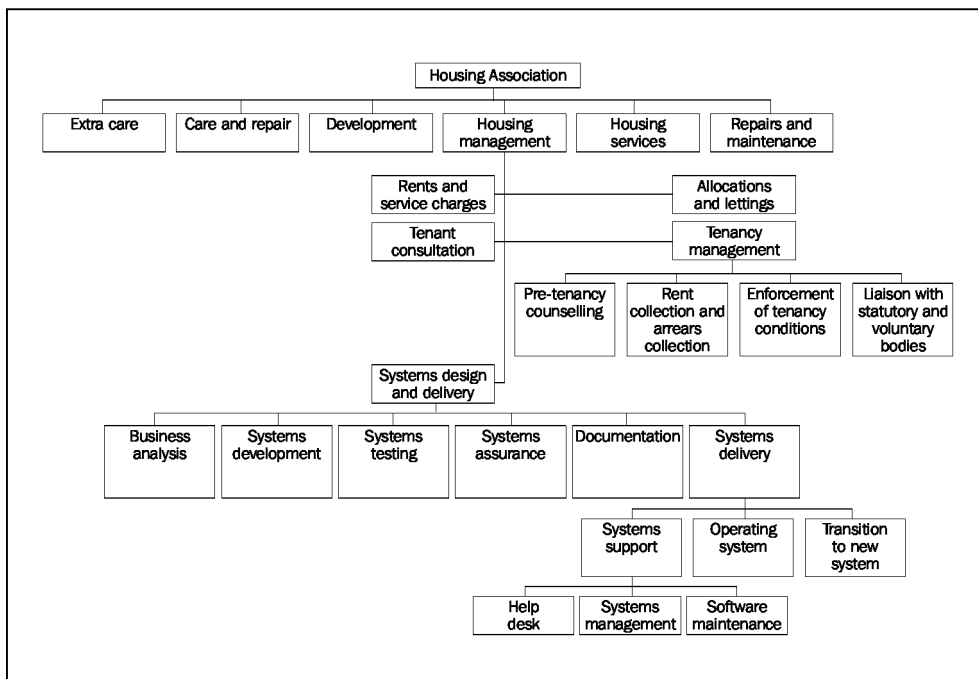 Housing Association
Extra care
Care and repair
Development
Housing
management
Housing
services
Repairs and
maintenance
Rents and
service charges
Allocations
and lettings
Tenant
consultation
Tenancy
management
Pre-tenancy
counselling
Rent
collection and
arrears
collection
Enforcement
of tenancy
conditions
Liaison with
statutory and
voluntary
bodies
Systems design
and delivery
Business
analysis
Systems
development
Systems
testing
Systems
assurance
Documentation
Systems
delivery
Systems
support
Operating
system
Transition
to new
system
Help
desk
Systems
management
Software
maintenance